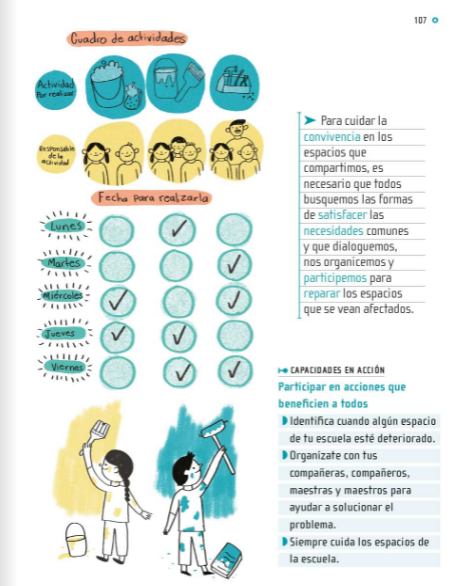 107
Cuadro de actividades
Actividad
Por realizar
Responsable
de la
actividad
Fecha para realizarla
Lunes
Martes
Miércoles
Jueves
Viernes
➤ Para cuidar la
convivencia en los
espacios que
compartimos, es
necesario que todos
busquemos las formas
de satisfacer las
necesidades comunes
y que dialoguemos,
nos organicemos y
participemos para
reparar los espacios
que se vean afectados.
CAPACIDADES EN ACCIÓN
Participar en acciones que
beneficien a todos
Identifica cuando algún espacio
de tu escuela esté deteriorado.
Organízate con tus
compañeras, compañeros,
maestras y maestros para
ayudar a solucionar el
problema.
Siempre cuida los espacios de
la escuela.